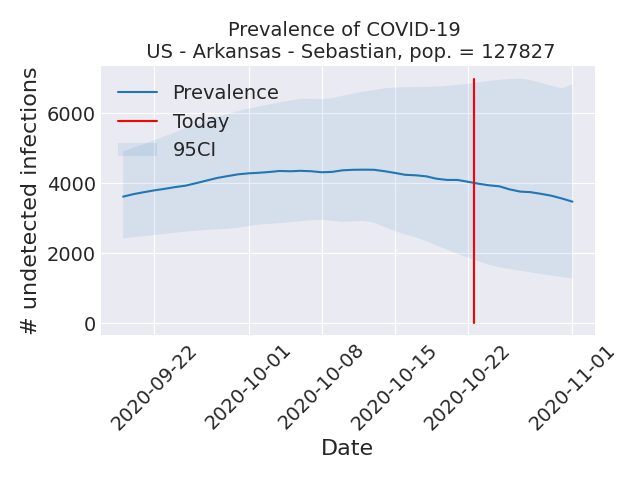 Prevalence of COVID-19
US - Arkansas - Sebastian, pop. = 127827
# undetected infections
6000
4000
2000
0
Prevalence
Today
95CI
2020-09-22
2020-10-01
2020-10-08
2020-10-15
2020-10-22
2020-11-01
Date